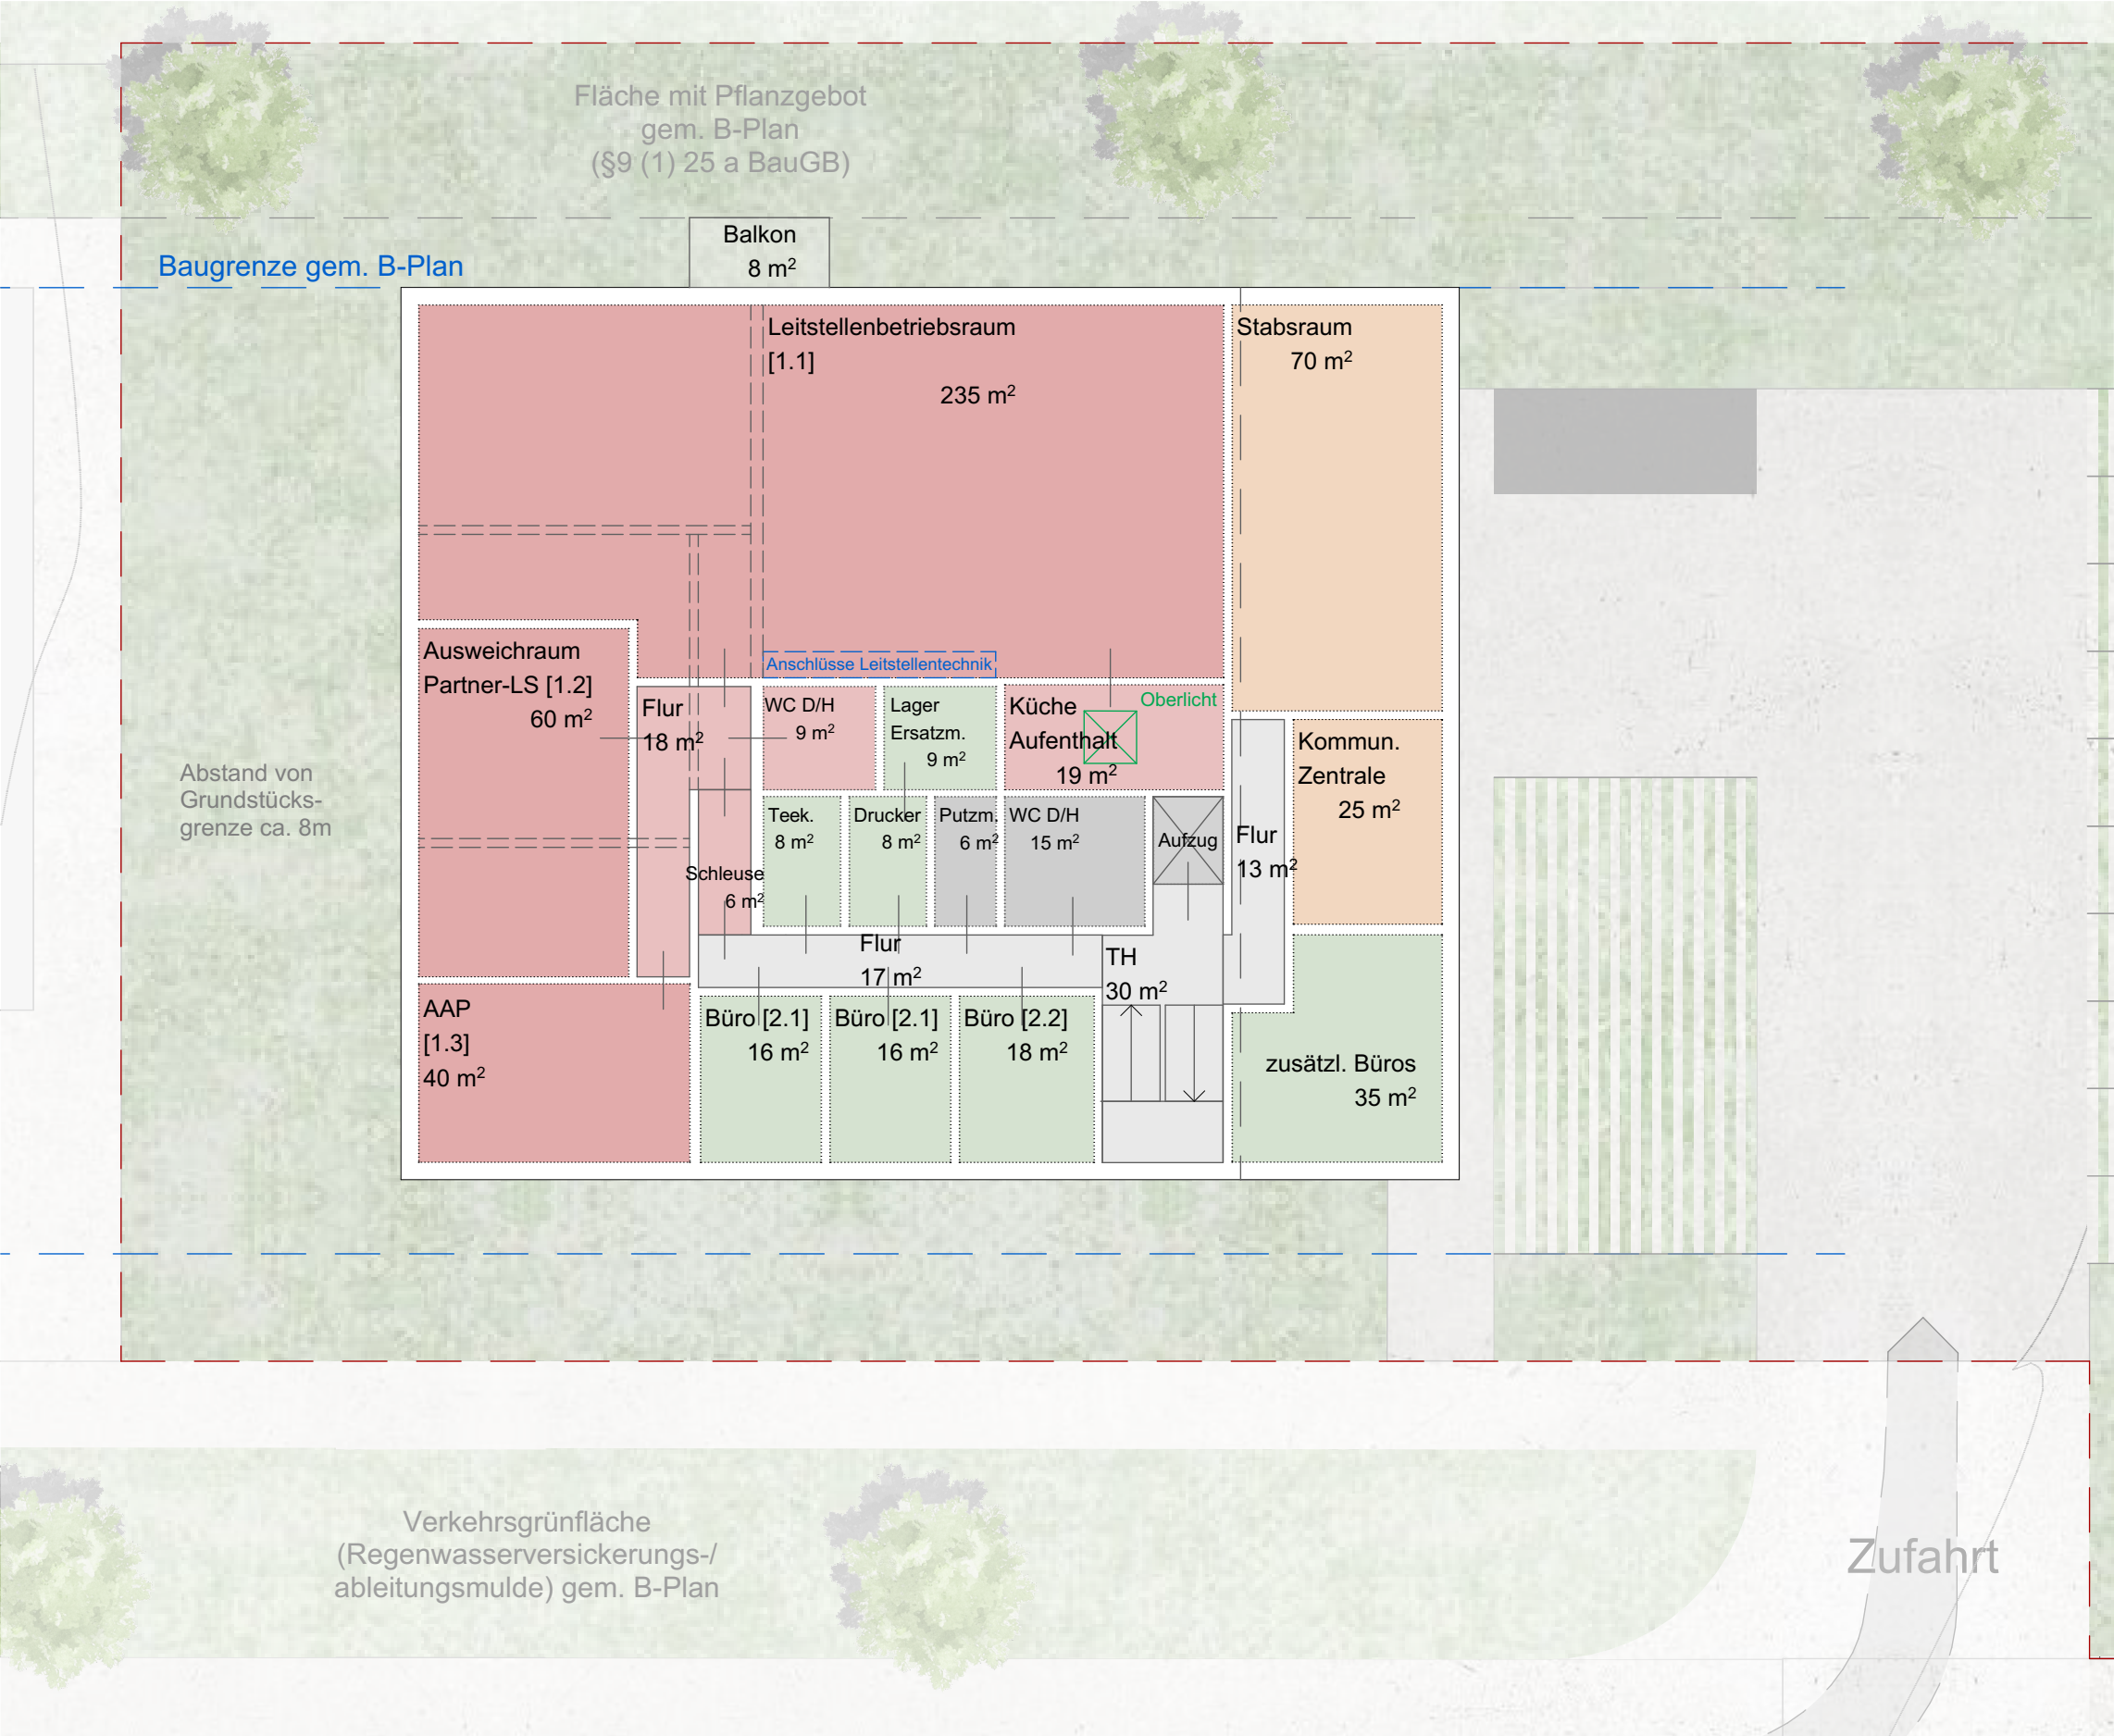 Fläche mit Pflanzgebot
gem. B-Plan
(§9 (1) 25 a BauGB)
Balkon
8 m²
Baugrenze gem. B-Plan
Leitstellenbetriebsraum
[1.1]
235 m²
Stabsraum
70 m²
Anschlüsse Leitstellentechnik
Ausweichraum
Partner-LS [1.2]
60 m²
Flur
18 m²
WC D/H
9 m²
Lager
Ersatzm.
9 m²
Küche
Aufenthalt
19 m²
Oberlicht
Kommun.
Zentrale
25 m²
Abstand von
Grundstücks-
grenze ca. 8m
Schleuse
6 m²
Teek.
8 m²
Drucker
8 m²
Putzm.
6 m²
WC D/H
15 m²
Aufzug
Flur
13 m²
Flur
17 m²
TH
30 m²
AAP
[1.3]
40 m²
Büro [2.1]
16 m²
Büro [2.1]
16 m²
Büro [2.2]
18 m²
zusätzl. Büros
35 m²
Verkehrsgrünfläche
(Regenwasserversickerungs-/
ableitungsmulde) gem. B-Plan
Zufahrt